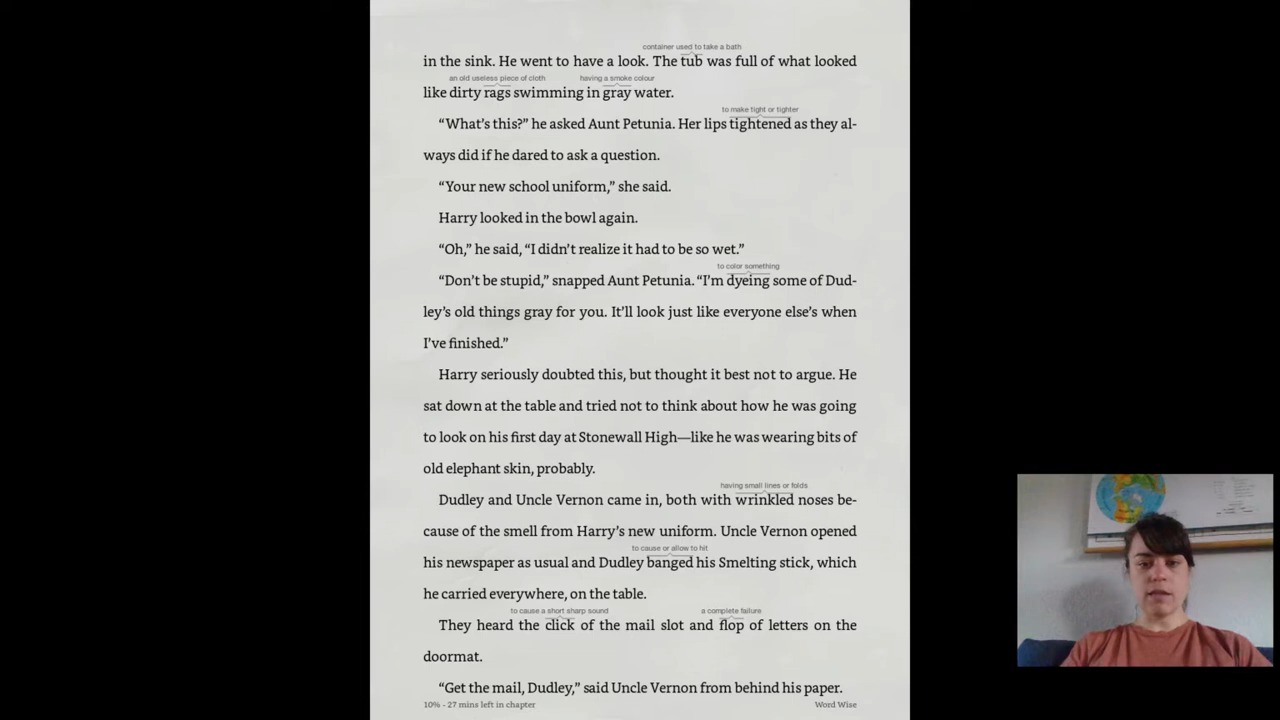 container used to take a bath
in the sink. He went to have a look. The tub was full of what looked
an old useless piece of cloth having a smoke colour
like dirty rags swimming in gray water.
to make tight or tighter
“What’s this?” he asked Aunt Petunia. Her lips tightened as they al-
ways did if he dared to ask a question.
“Your new school uniform,” she said.
Harry looked in the bowl again.
“Oh,” he said, “I didn’t realize it had to be so wet.”
to color something
“Don’t be stupid,” snapped Aunt Petunia. “I’m dyeing some of Dud-
ley’s old things gray for you. It’ll look just like everyone else’s when
I’ve finished.”
Harry seriously doubted this, but thought it best not to argue. He
sat down at the table and tried not to think about how he was going
to look on his first day at Stonewall High—like he was wearing bits of
old elephant skin, probably.
having small lines or folds
Dudley and Uncle Vernon came in, both with wrinkled noses be-
cause of the smell from Harry’s new uniform. Uncle Vernon opened
to cause or allow to hit
his newspaper as usual and Dudley banged his Smelting stick, which
he carried everywhere, on the table.
to cause a short sharp sound a complete failure
They heard the click of the mail slot and flop of letters on the
doormat.
“Get the mail, Dudley,” said Uncle Vernon from behind his paper.
10% - 27 mins left in chapter Word Wise